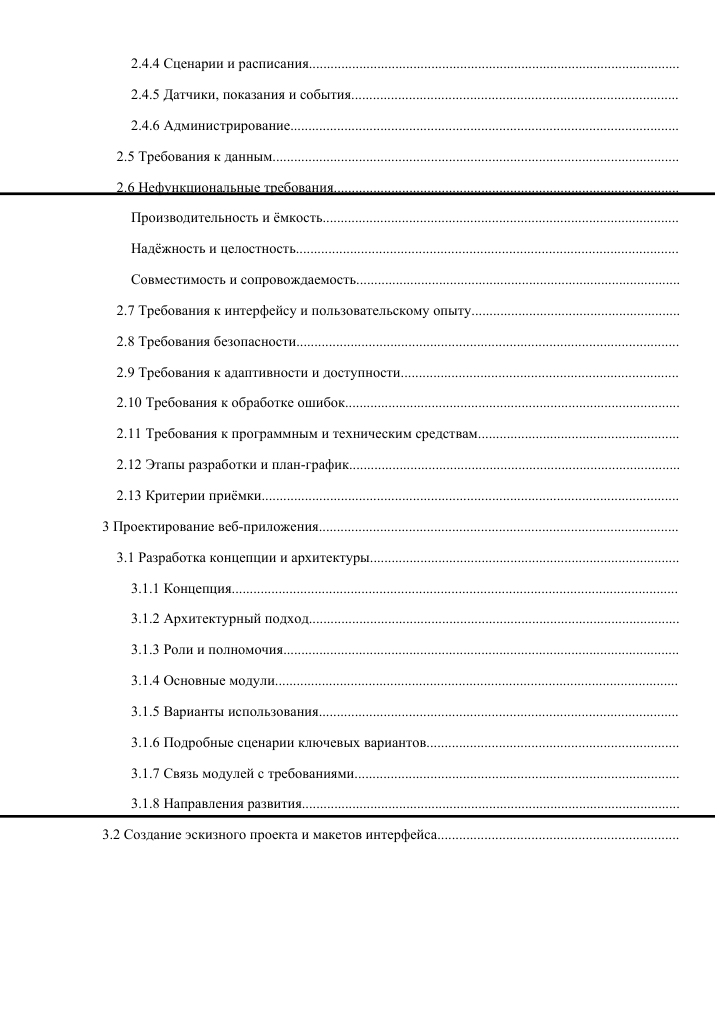 2.4.4 Сценарии и расписания....................................................................................................
2.4.5 Датчики, показания и события.........................................................................................
2.4.6 Администрирование.........................................................................................................
2.5 Требования к данным................................................................................................................
2.6 Нефункциональные требования...............................................................................................
Производительность и ёмкость.................................................................................................
Надёжность и целостность........................................................................................................
Совместимость и сопровождаемость........................................................................................
2.7 Требования к интерфейсу и пользовательскому опыту.........................................................
2.8 Требования безопасности.........................................................................................................
2.9 Требования к адаптивности и доступности............................................................................
2.10 Требования к обработке ошибок...........................................................................................
2.11 Требования к программным и техническим средствам.......................................................
2.12 Этапы разработки и план-график..........................................................................................
2.13 Критерии приёмки..................................................................................................................
3 Проектирование веб-приложения...................................................................................................
3.1 Разработка концепции и архитектуры.....................................................................................
3.1.1 Концепция.........................................................................................................................
3.1.2 Архитектурный подход....................................................................................................
3.1.3 Роли и полномочия...........................................................................................................
3.1.4 Основные модули.............................................................................................................
3.1.5 Варианты использования.................................................................................................
3.1.6 Подробные сценарии ключевых вариантов.....................................................................
3.1.7 Связь модулей с требованиями........................................................................................
3.1.8 Направления развития......................................................................................................
3.2 Создание эскизного проекта и макетов интерфейса..................................................................